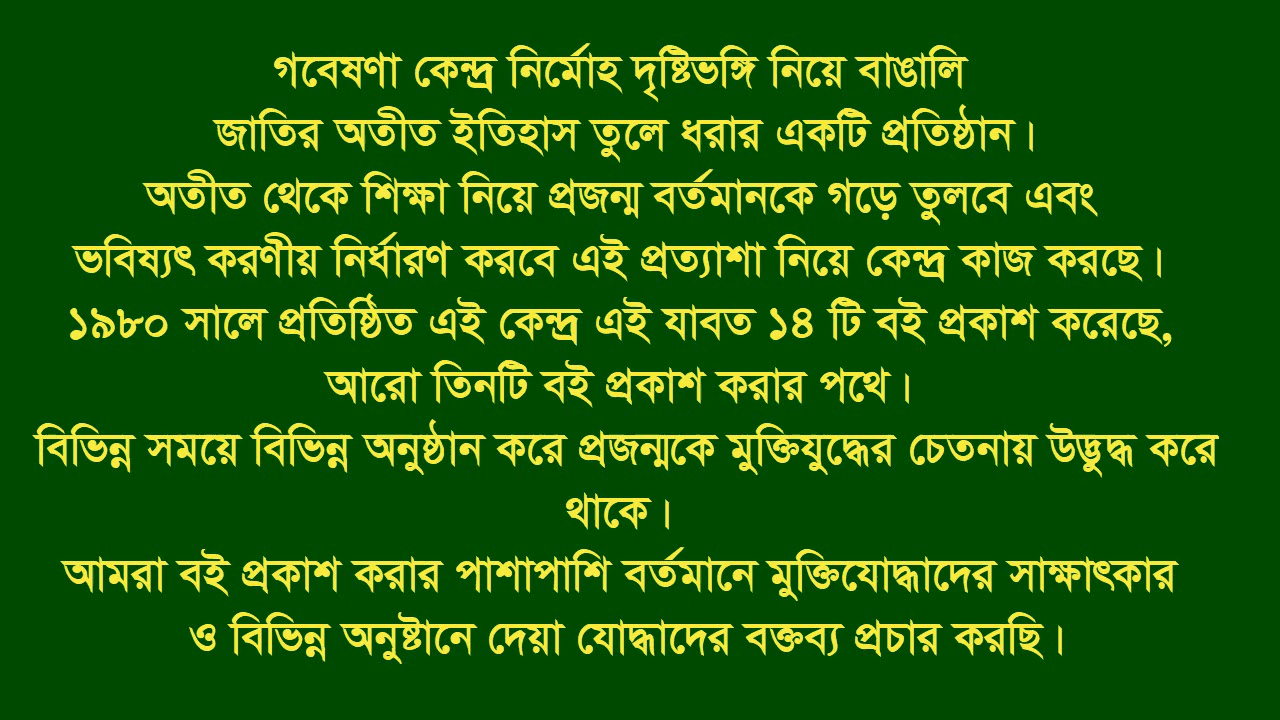 গবেষণা কেন্দ্র নির্মোহ দৃষ্টিভঙ্গি নিয়ে বাঙালি
জাতির অতীত ইতিহাস তুলে ধরার একটি প্রতিষ্ঠান।
অতীত থেকে শিক্ষা নিয়ে প্রজন্ম বর্তমানকে গড়ে তুলবে এবং
ভবিষ্যৎ করণীয় নির্ধারণ করবে এই প্রত্যাশা নিয়ে কেন্দ্র কাজ করছে।
১৯৮০ সালে প্রতিষ্ঠিত এই কেন্দ্র এই যাবত ১৪ টি বই প্রকাশ করেছে,
আরো তিনটি বই প্রকাশ করার পথে।
বিভিন্ন সময়ে বিভিন্ন অনুষ্ঠান করে প্রজন্মকে মুক্তিযুদ্ধের চেতনায় উদ্ভুদ্ধ করে
থাকে।
আমরা বই প্রকাশ করার পাশাপাশি বর্তমানে মুক্তিযোদ্ধাদের সাক্ষাৎকার
ও বিভিন্ন অনুষ্টানে দেয়া যোদ্ধাদের বক্তব্য প্রচার করছি।